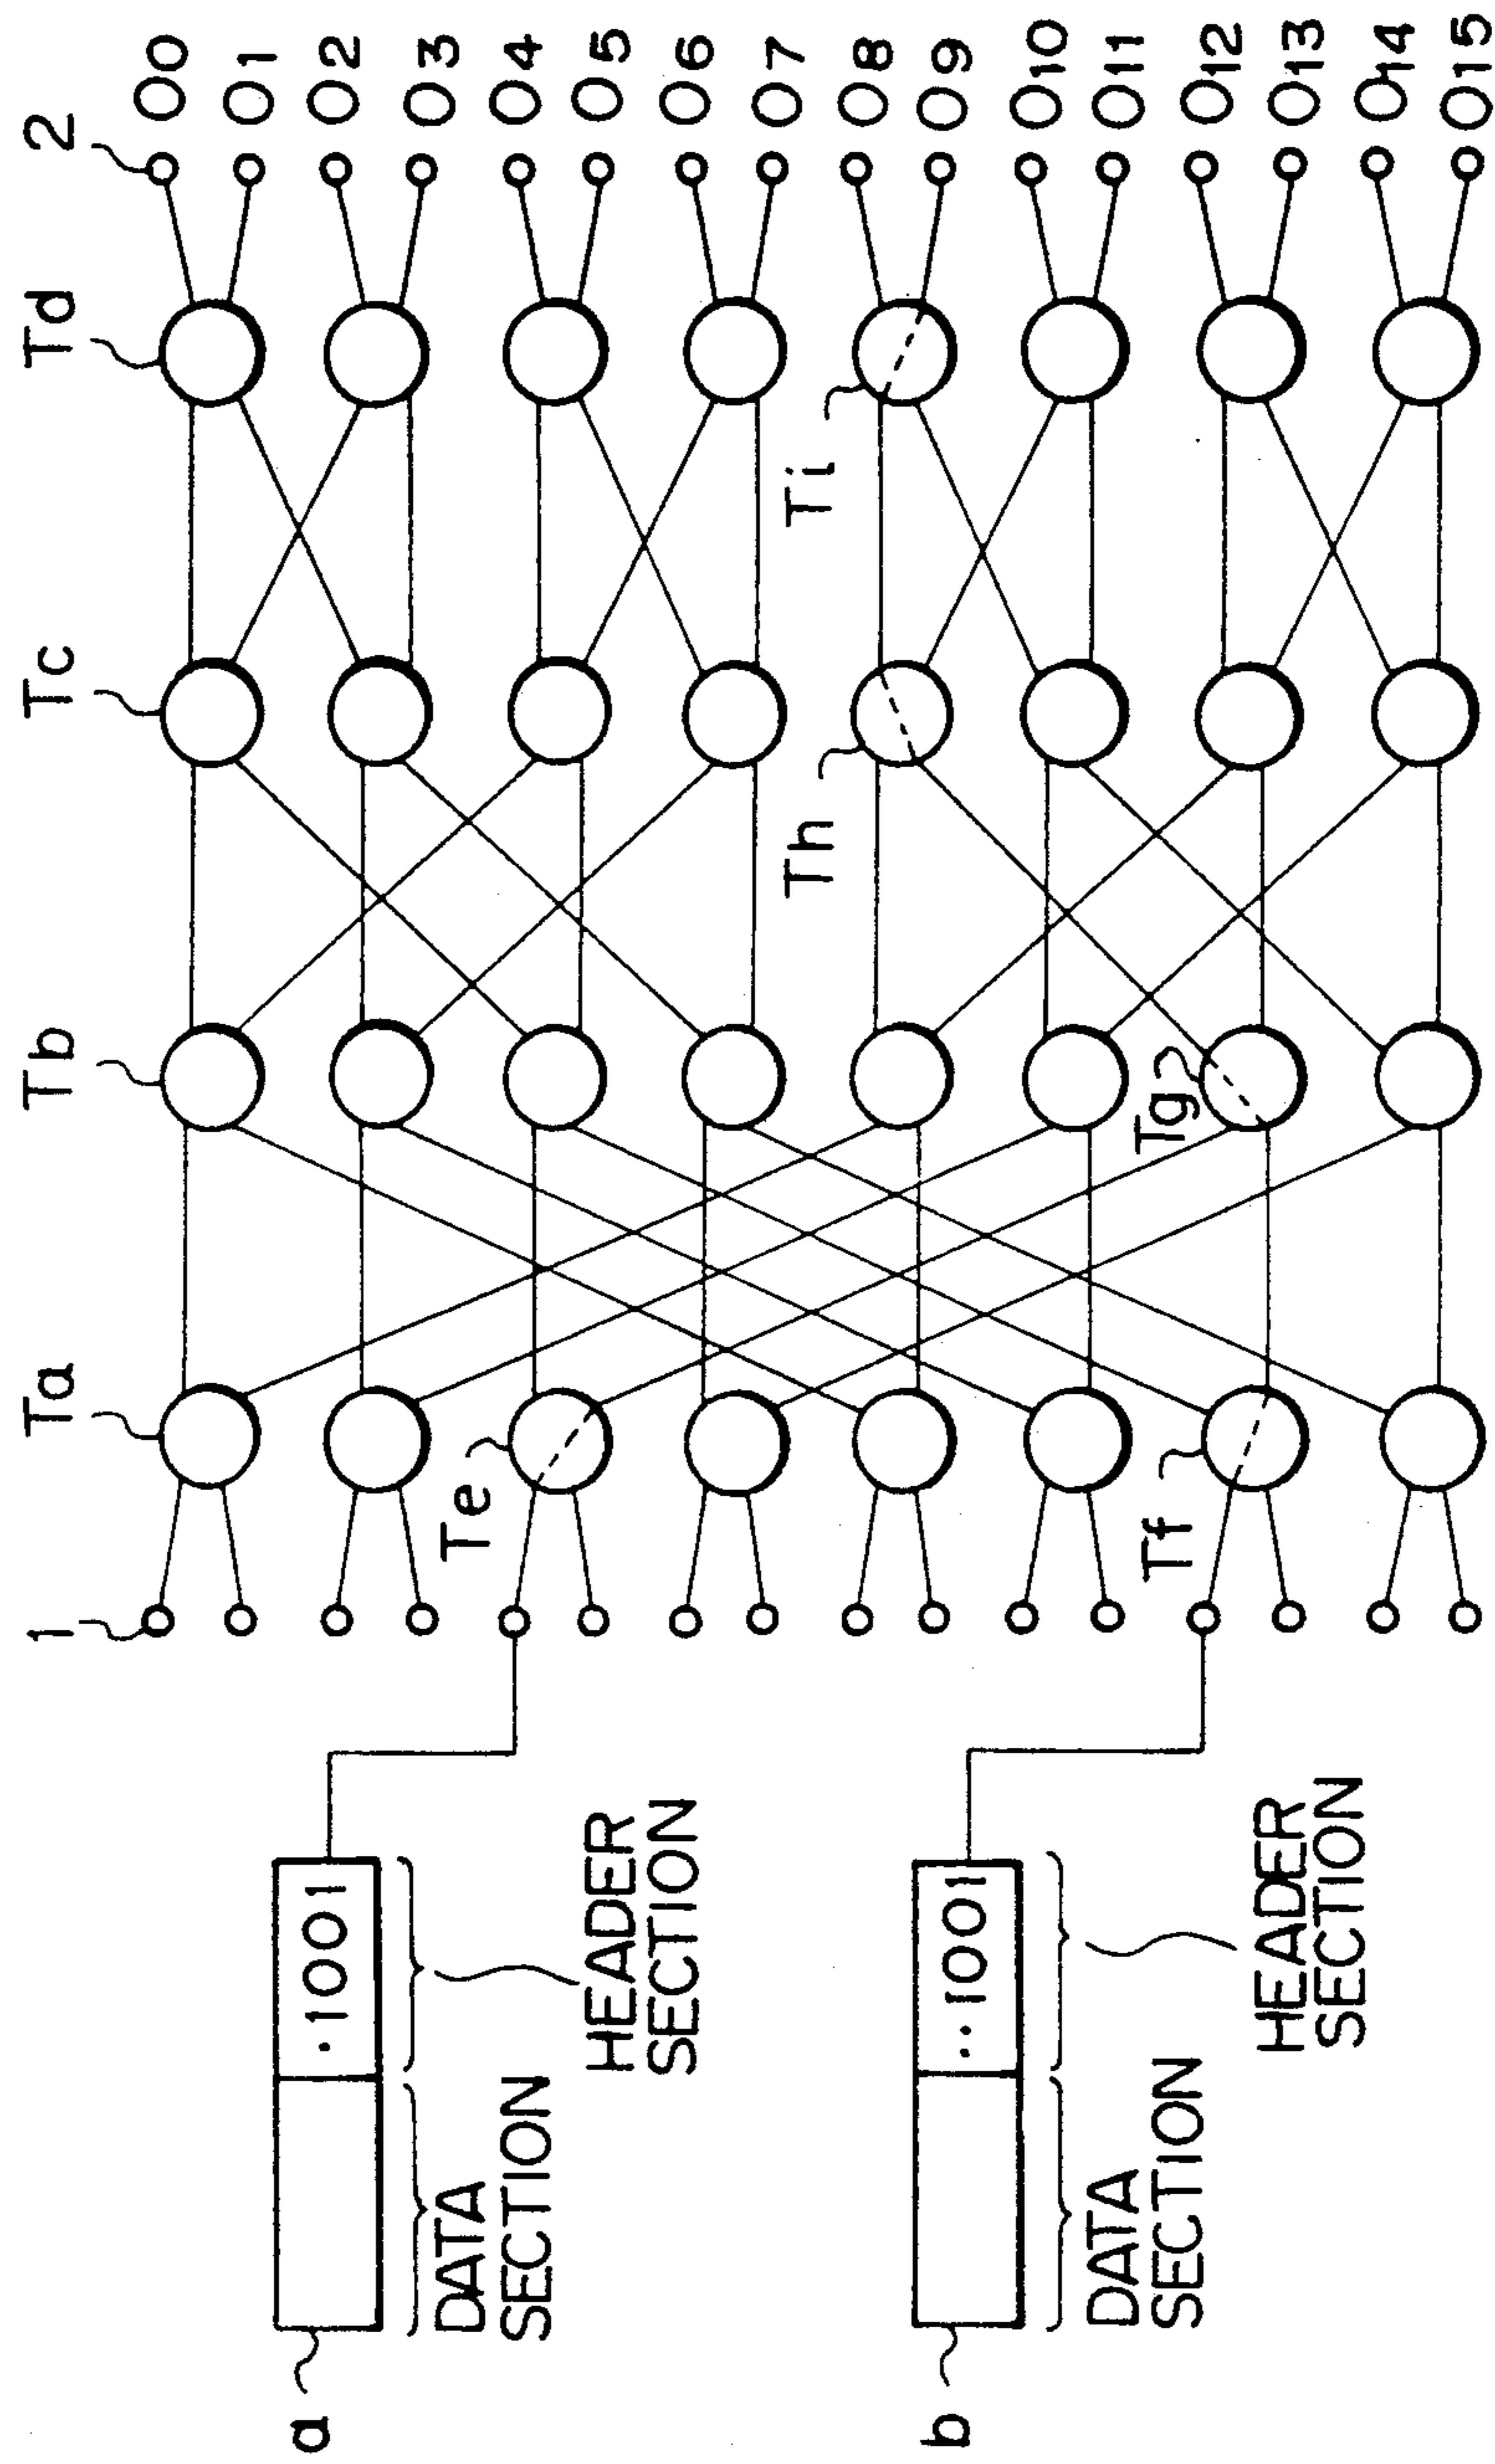 1
Ta
Tb
Tc
Td
2
O0
O1
O2
O3
O4
O5
O6
O7
O8
O9
O10
O11
O12
O13
O14
O15
Te
Tf
Tg
Th
Ti
a
·1001
DATA
SECTION
HEADER
SECTION
b
··1001
DATA
SECTION
HEADER
SECTION